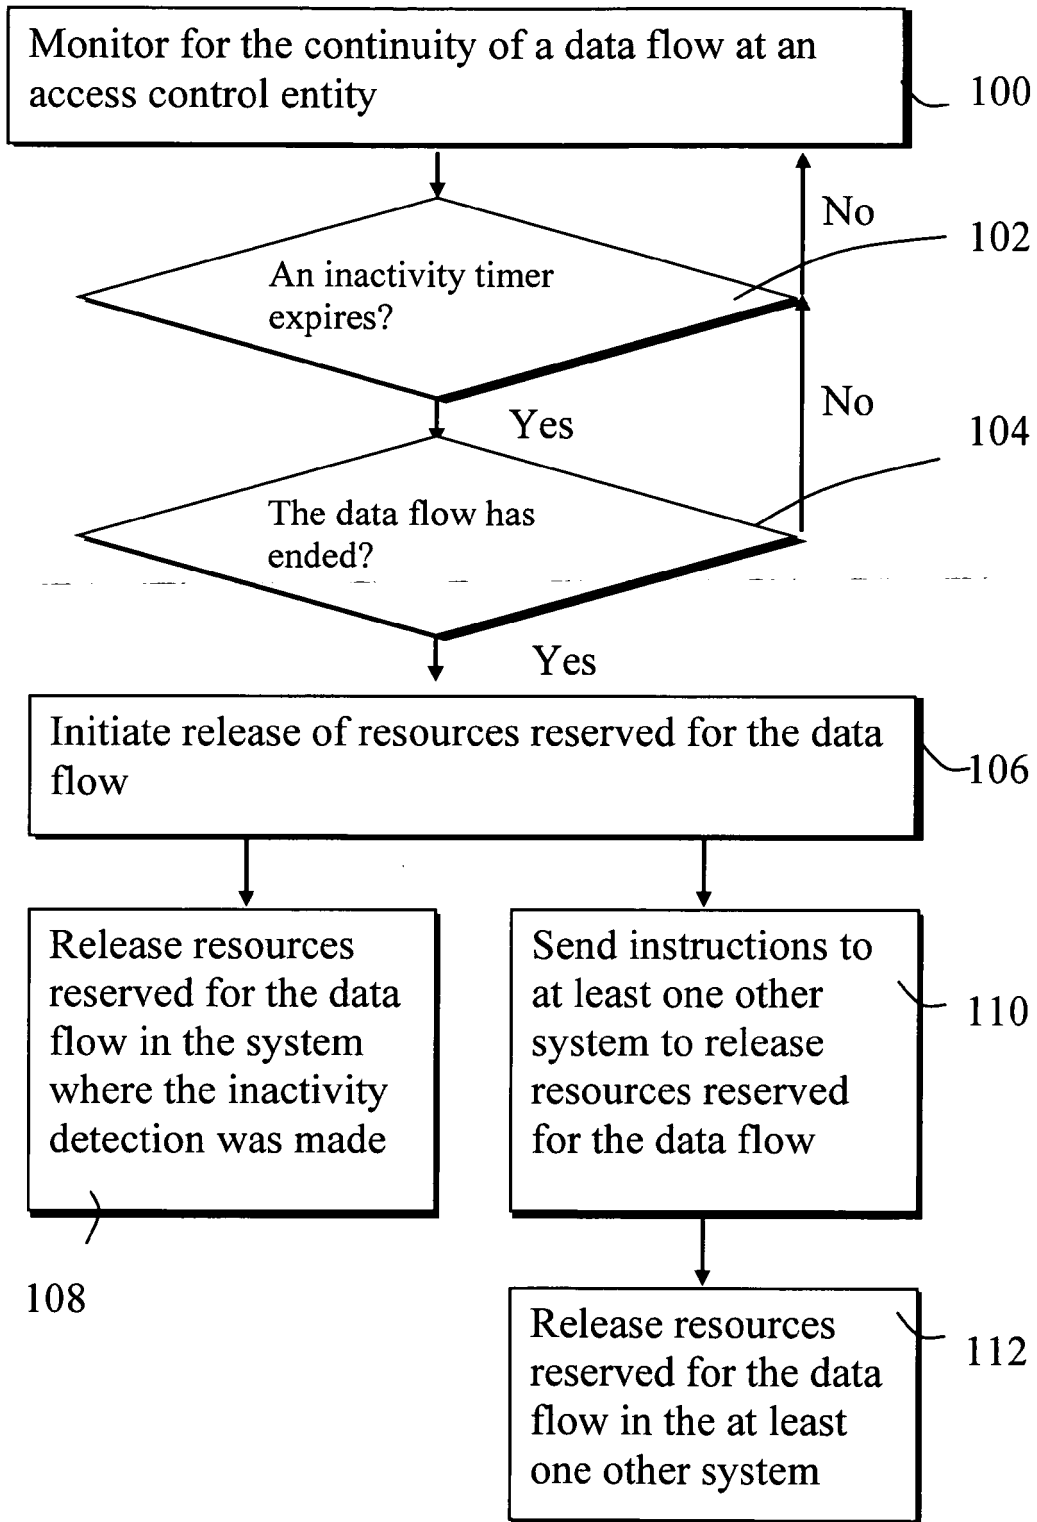 Monitor for the continuity of a data flow at an
access control entity
100
No
102
An inactivity timer
expires?
Yes
No
104
The data flow has
ended?
Yes
Initiate release of resources reserved for the data
flow
106
Release resources
reserved for the data
flow in the system
where the inactivity
detection was made
108
Send instructions to
at least one other
system to release
resources reserved
for the data flow
110
Release resources
reserved for the data
flow in the at least
one other system
112